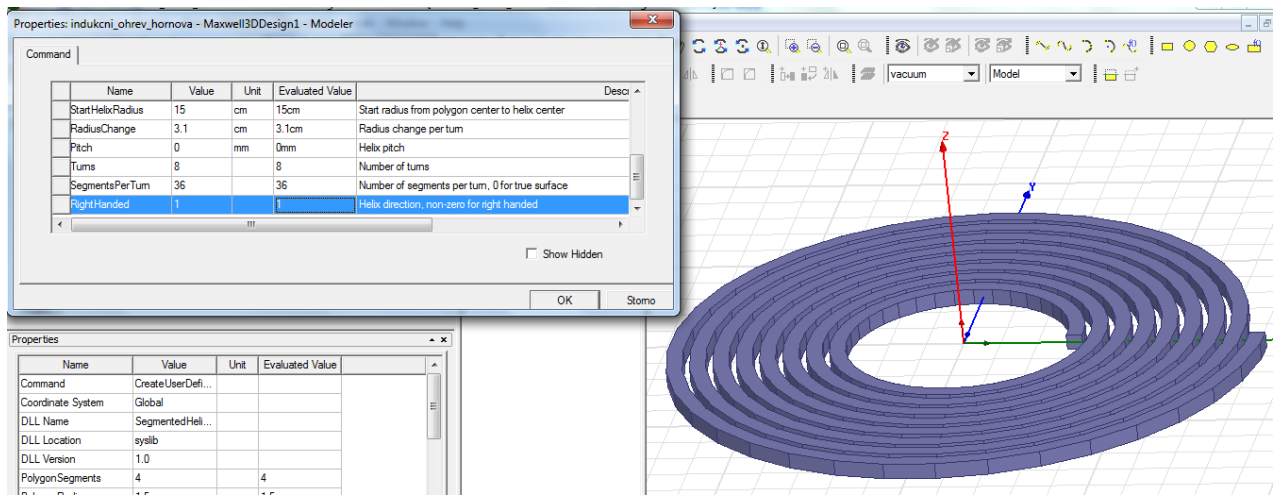 Properties: indukcni_ohrev_hornova - Maxwell3DDesign1 - Modeler
Command
Name Value Unit Evaluated Value
StartHelixRadius 15 cm 15cm Start radius from polygon center to helix center
RadiusChange 3.1 cm 3.1cm Radius change per turn
Pitch 0 mm 0mm Helix pitch
Turns 8 8 Number of turns
SegmentsPerTurn 36 36 Number of segments per turn, 0 for true surface
RightHanded 1 1 Helix direction, non-zero for right handed
Show Hidden
OK Storno
vacuum Model
Z
Y
Properties
Name Value Unit Evaluated Value
Command CreateUserDefi...
Coordinate System Global
DLL Name SegmentedHeli...
DLL Location syslib
DLL Version 1.0
PolygonSegments 4 4